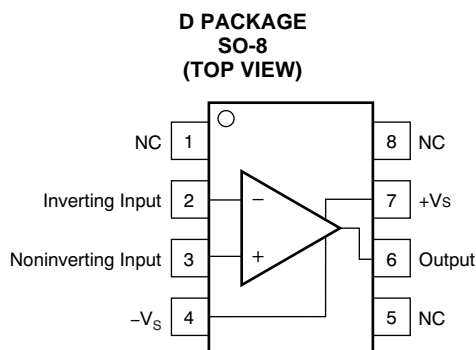 D PACKAGE
SO-8
(TOP VIEW)
NC 1 8 NC
Inverting Input 2 − 7 +Vs
Noninverting Input 3 + 6 Output
−Vs 4 5 NC